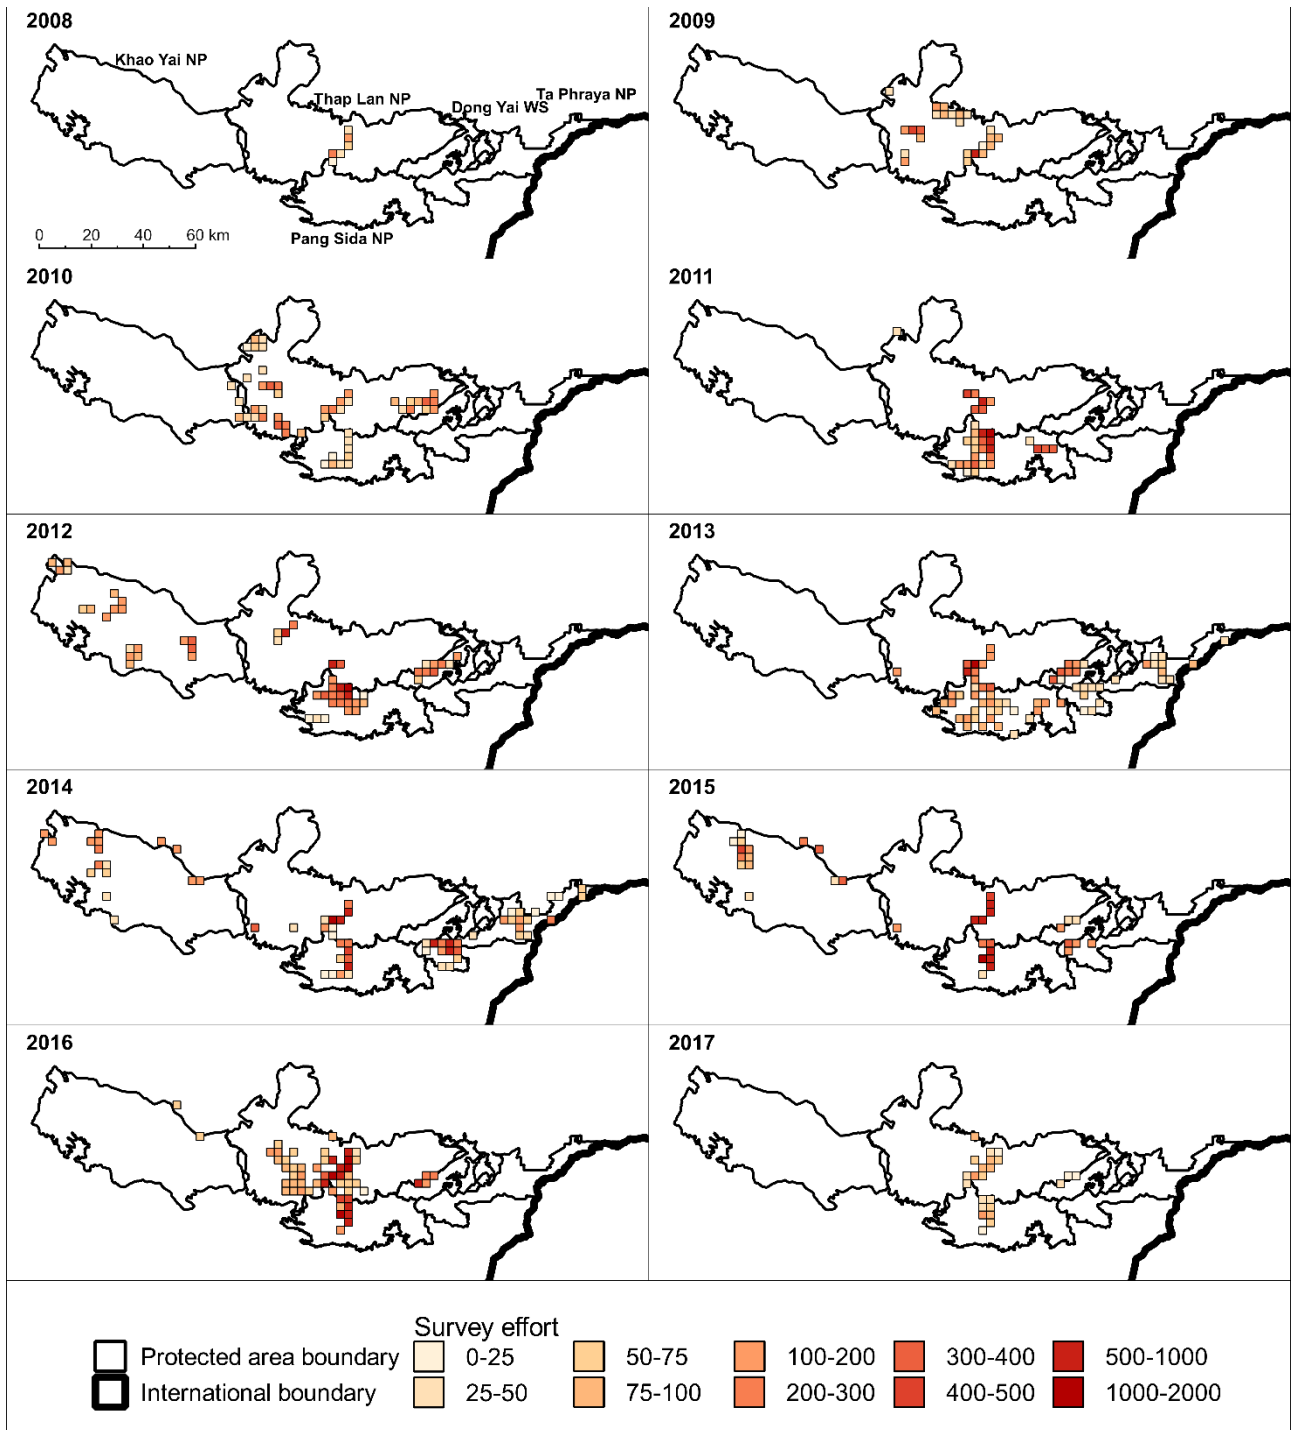 2008
2009
Khao Yai NP
Thap Lan NP
Dong Yai WS
Ta Phraya NP
Pang Sida NP
0 20 40 60 km
2010
2011
2012
2013
2014
2015
2016
2017
Survey effort
Protected area boundary
0-25
50-75
100-200
300-400
500-1000
International boundary
25-50
75-100
200-300
400-500
1000-2000